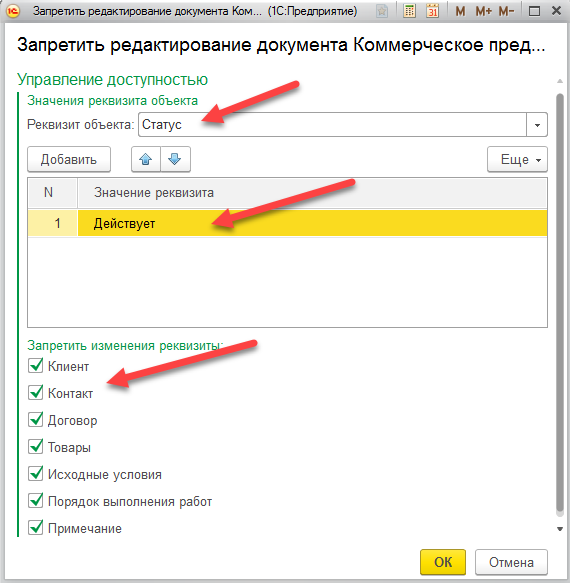 Запретить редактирование документа Ком... (1С:Предприятие) M M+ M-
Запретить редактирование документа Коммерческое пред...
Управление доступностью
Значения реквизита объекта
Реквизит объекта: Статус
Добавить Еще
N Значение реквизита
1 Действует
Запретить изменения реквизиты:
Клиент
Контакт
Договор
Товары
Исходные условия
Порядок выполнения работ
Примечание
ОК Отмена